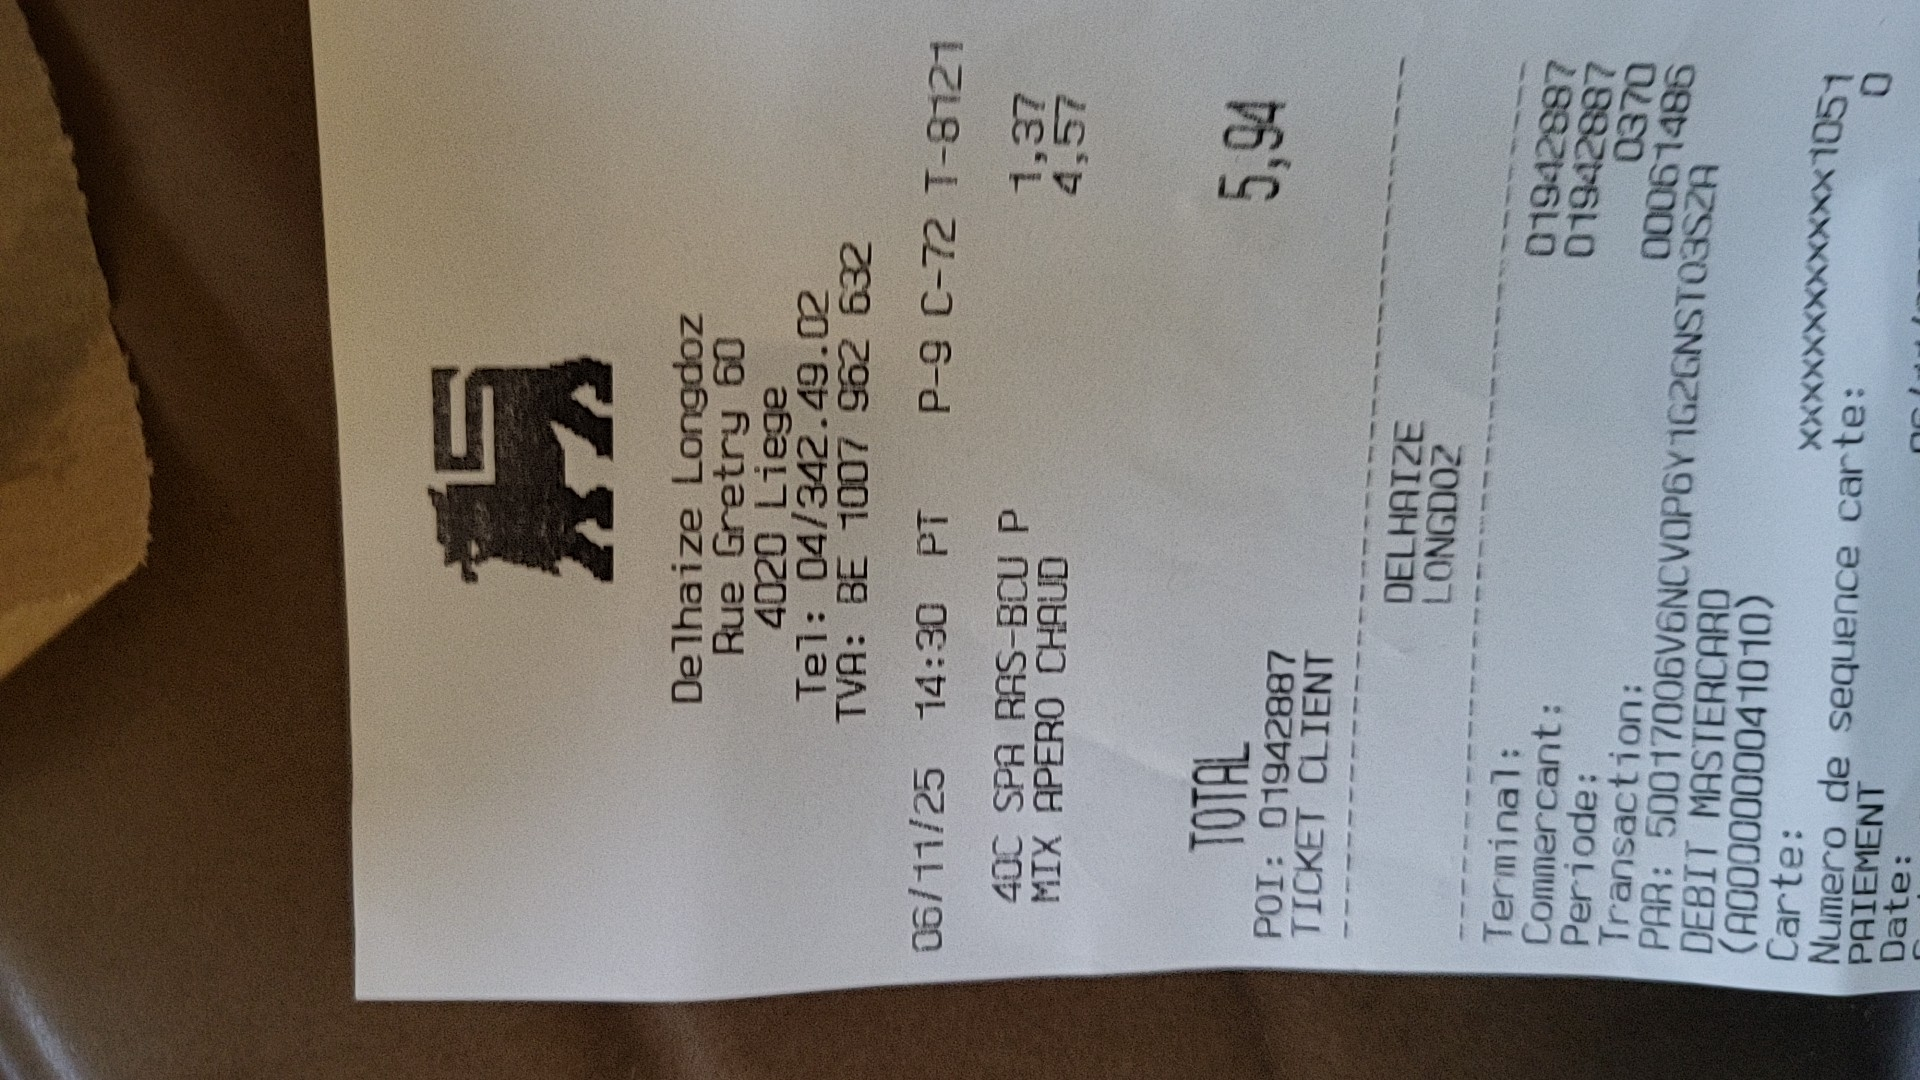 Delhaize Longdoz
Rue Gretry 60
4020 Liege
Tel: 04/342.49.02
TVA: BE 1007 962 632
06/11/25 14:30 PT P-9 C-72 T-8121
40C SPA RAS-BCU P 1,37
MIX APERO CHAUD 4,57
TOTAL 5,94
POI: 01942887
TICKET CLIENT
DELHAIZE
LONGDOZ
Terminal: 01942887
Commercant: 01942887
Periode: 0370
Transaction: 00061486
PAR: 50017006V6NCVOP6Y1G2GNSTO3SZA
DEBIT MASTERCARD
(A0000000041010)
Carte: xxxxxxxxxxxxx1051
Numero de sequence carte: 0
PAIEMENT
Date: